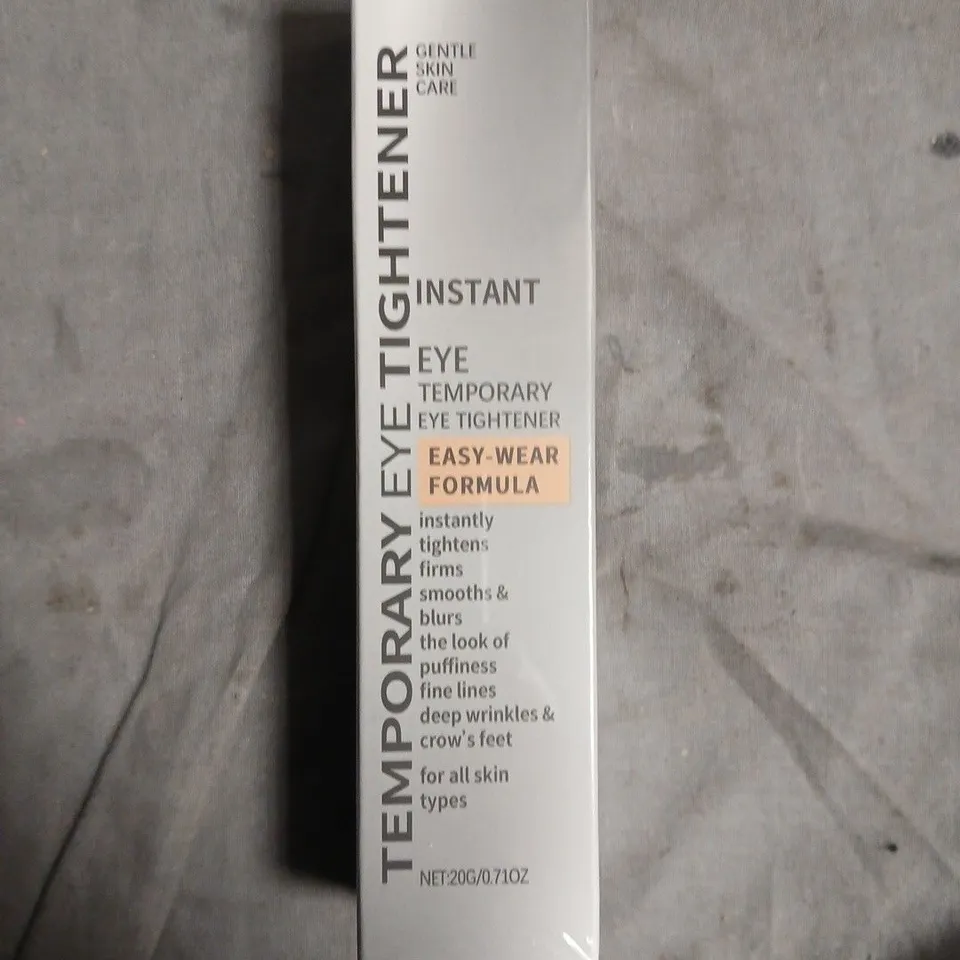 TEMPORARY EYE TIGHTENER
GENTLE
SKIN
CARE
INSTANT
EYE
TEMPORARY
EYE TIGHTENER
EASY-WEAR
FORMULA
instantly
tightens
firms
smooths &
blurs
the look of
puffiness
fine lines
deep wrinkles &
crow's feet
for all skin
types
NET:20G/0.71OZ